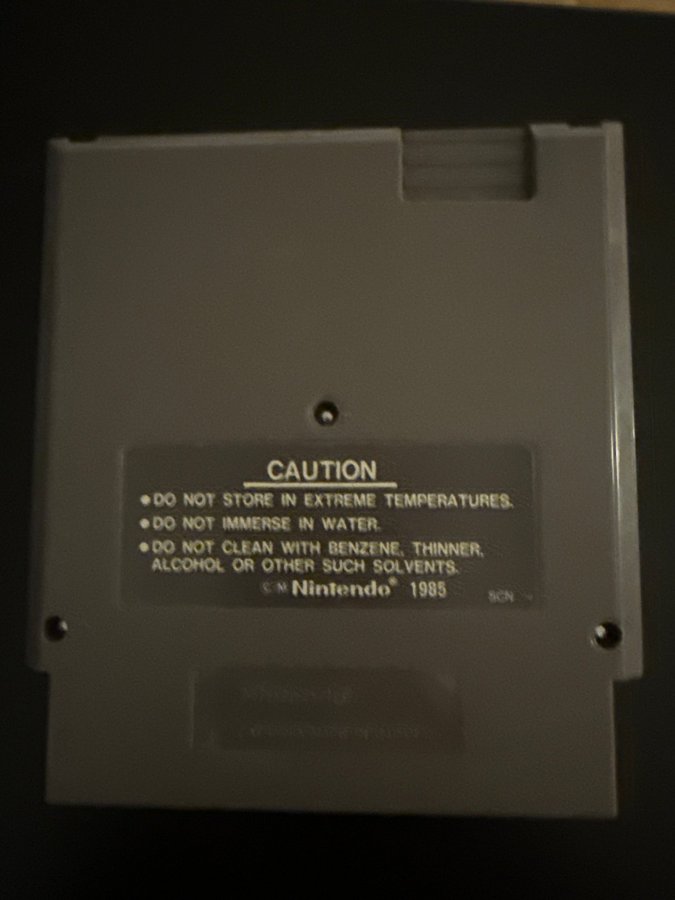 CAUTION
●DO NOT STORE IN EXTREME TEMPERATURES.
●DO NOT IMMERSE IN WATER.
●DO NOT CLEAN WITH BENZENE, THINNER,
ALCOHOL OR OTHER SUCH SOLVENTS.
Nintendo® 1985
SCN